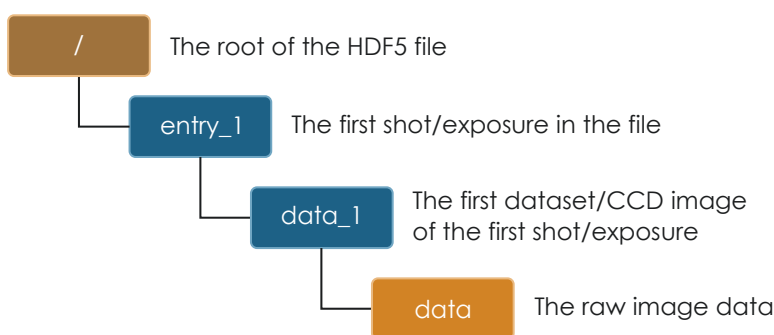 /
The root of the HDF5 file
entry_1
The first shot/exposure in the file
data_1
The first dataset/CCD image
of the first shot/exposure
data
The raw image data